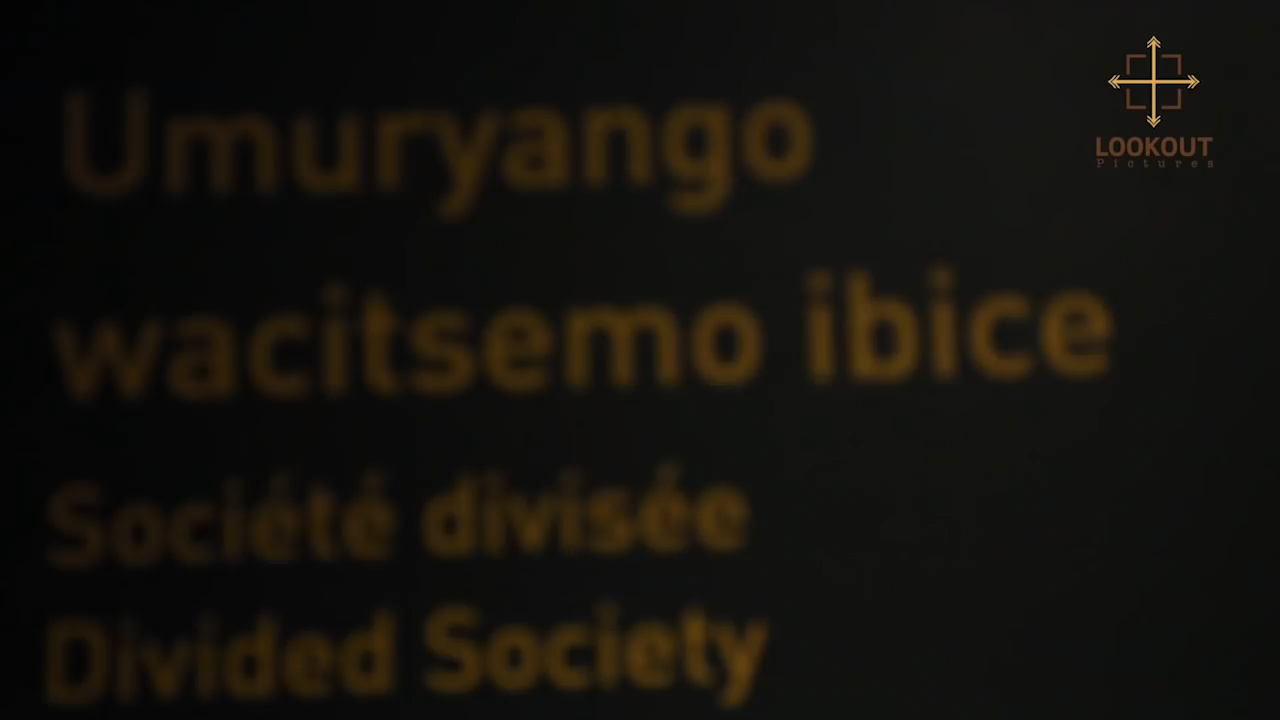 Umuryango
wacitsemo ibice
Société divisée
Divided Society
LOOKOUT
Pictures